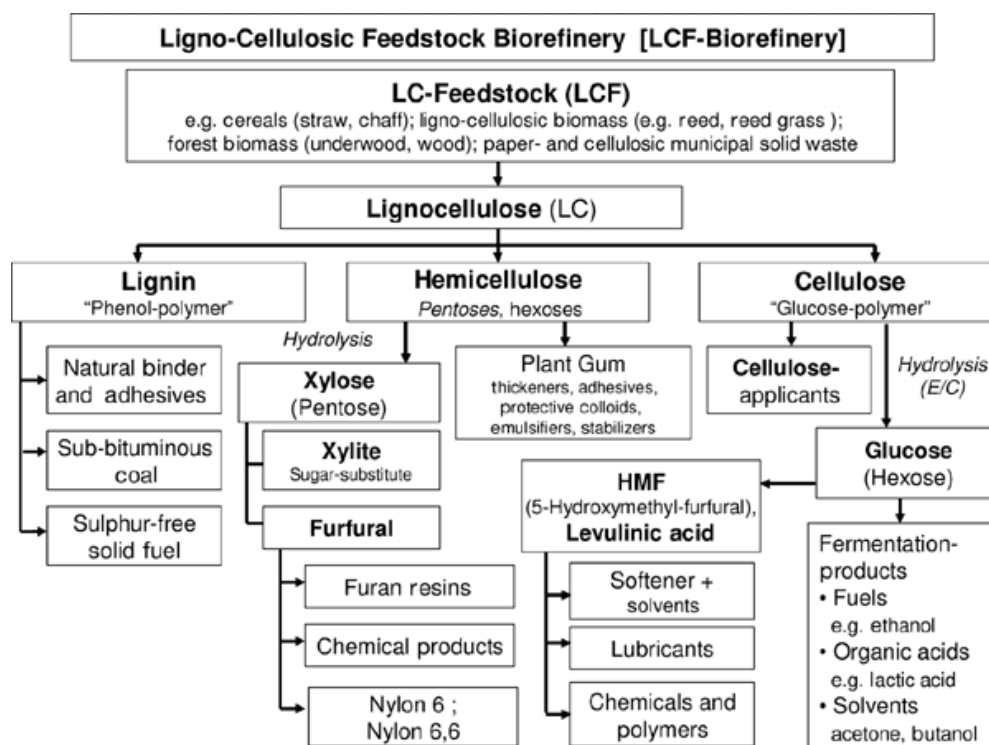 Ligno-Cellulosic Feedstock Biorefinery [LCF-Biorefinery]
LC-Feedstock (LCF)
e.g. cereals (straw, chaff); ligno-cellulosic biomass (e.g. reed, reed grass );
forest biomass (underwood, wood); paper- and cellulosic municipal solid waste
Lignocellulose (LC)
Lignin
“Phenol-polymer”
Hemicellulose
Pentoses, hexoses
Cellulose
“Glucose-polymer”
Natural binder
and adhesives
Sub-bituminous
coal
Sulphur-free
solid fuel
Hydrolysis
Xylose
(Pentose)
Xylite
Sugar-substitute
Furfural
Furan resins
Chemical products
Nylon 6 ;
Nylon 6,6
Plant Gum
thickeners, adhesives,
protective colloids,
emulsifiers, stabilizers
Cellulose-
applicants
Hydrolysis
(E/C)
Glucose
(Hexose)
HMF
(5-Hydroxymethyl-furfural),
Levulinic acid
Softener +
solvents
Lubricants
Chemicals and
polymers
Fermentation-
products
• Fuels
e.g. ethanol
• Organic acids
e.g. lactic acid
• Solvents
acetone, butanol